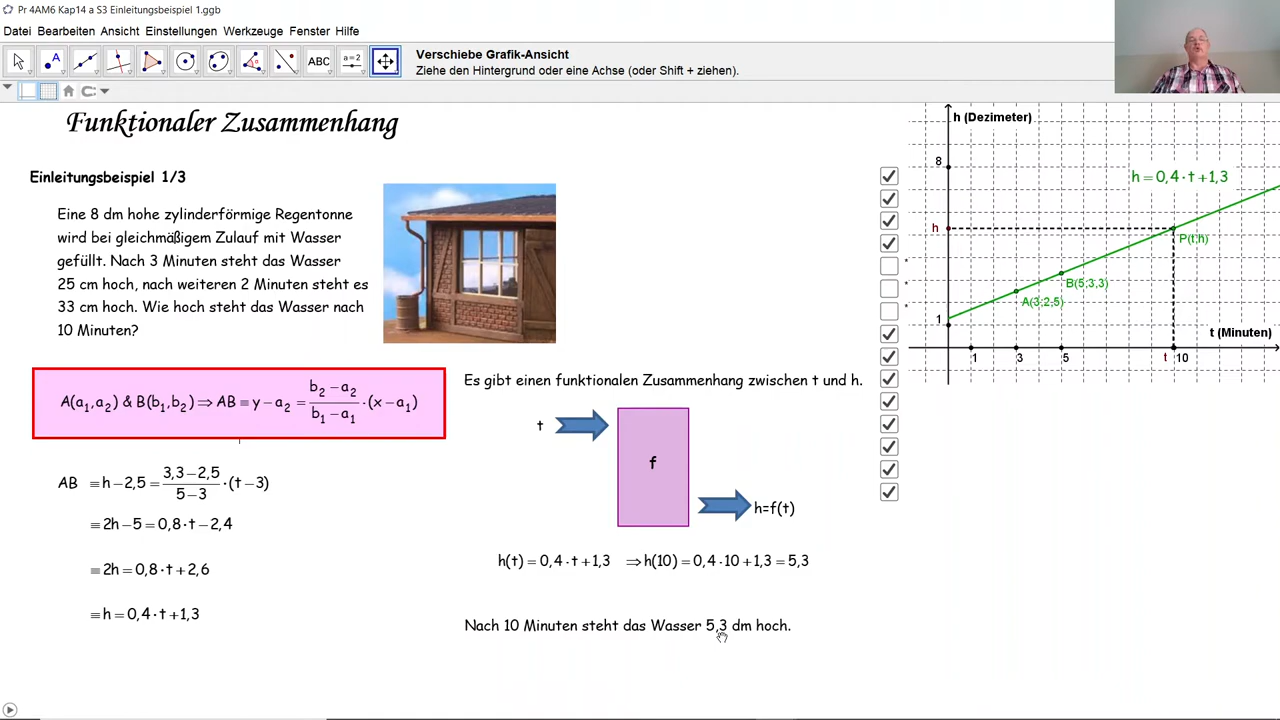 Pr 4AM6 Kap14 a S3 Einleitungsbeispiel 1.ggb
Datei Bearbeiten Ansicht Einstellungen Werkzeuge Fenster Hilfe
A
ABC
a=2
Verschiebe Grafik-Ansicht
Ziehe den Hintergrund oder eine Achse (oder Shift + ziehen).
Funktionaler Zusammenhang
Einleitungsbeispiel 1/3
Eine 8 dm hohe zylinderförmige Regentonne
wird bei gleichmäßigem Zulauf mit Wasser
gefüllt. Nach 3 Minuten steht das Wasser
25 cm hoch, nach weiteren 2 Minuten steht es
33 cm hoch. Wie hoch steht das Wasser nach
10 Minuten?
A(a₁,a₂) & B(b₁,b₂) ⇒ AB ≡ y−a₂ = (b₂−a₂)/(b₁−a₁) · (x−a₁)
AB ≡ h−2,5 = (3,3−2,5)/(5−3) · (t−3)
≡ 2h−5 = 0,8·t−2,4
≡ 2h = 0,8·t+2,6
≡ h = 0,4·t+1,3
Es gibt einen funktionalen Zusammenhang zwischen t und h.
t
f
h=f(t)
h(t) = 0,4·t+1,3 ⇒ h(10) = 0,4·10+1,3 = 5,3
Nach 10 Minuten steht das Wasser 5,3 dm hoch.
h (Dezimeter)
8
h = 0,4·t+1,3
h
P(t;h)
B(5;3,3)
A(3;2,5)
1
t (Minuten)
1 3 5 t 10
*
*
*